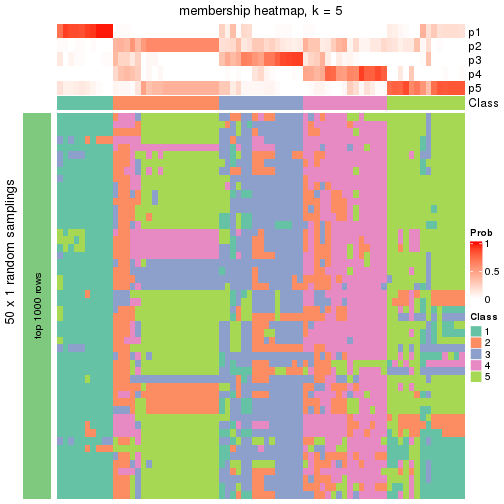 membership heatmap, k = 5
p1
p2
p3
p4
p5
Class
50 x 1 random samplings
top 1000 rows
Prob
1
0.5
0
Class
1
2
3
4
5